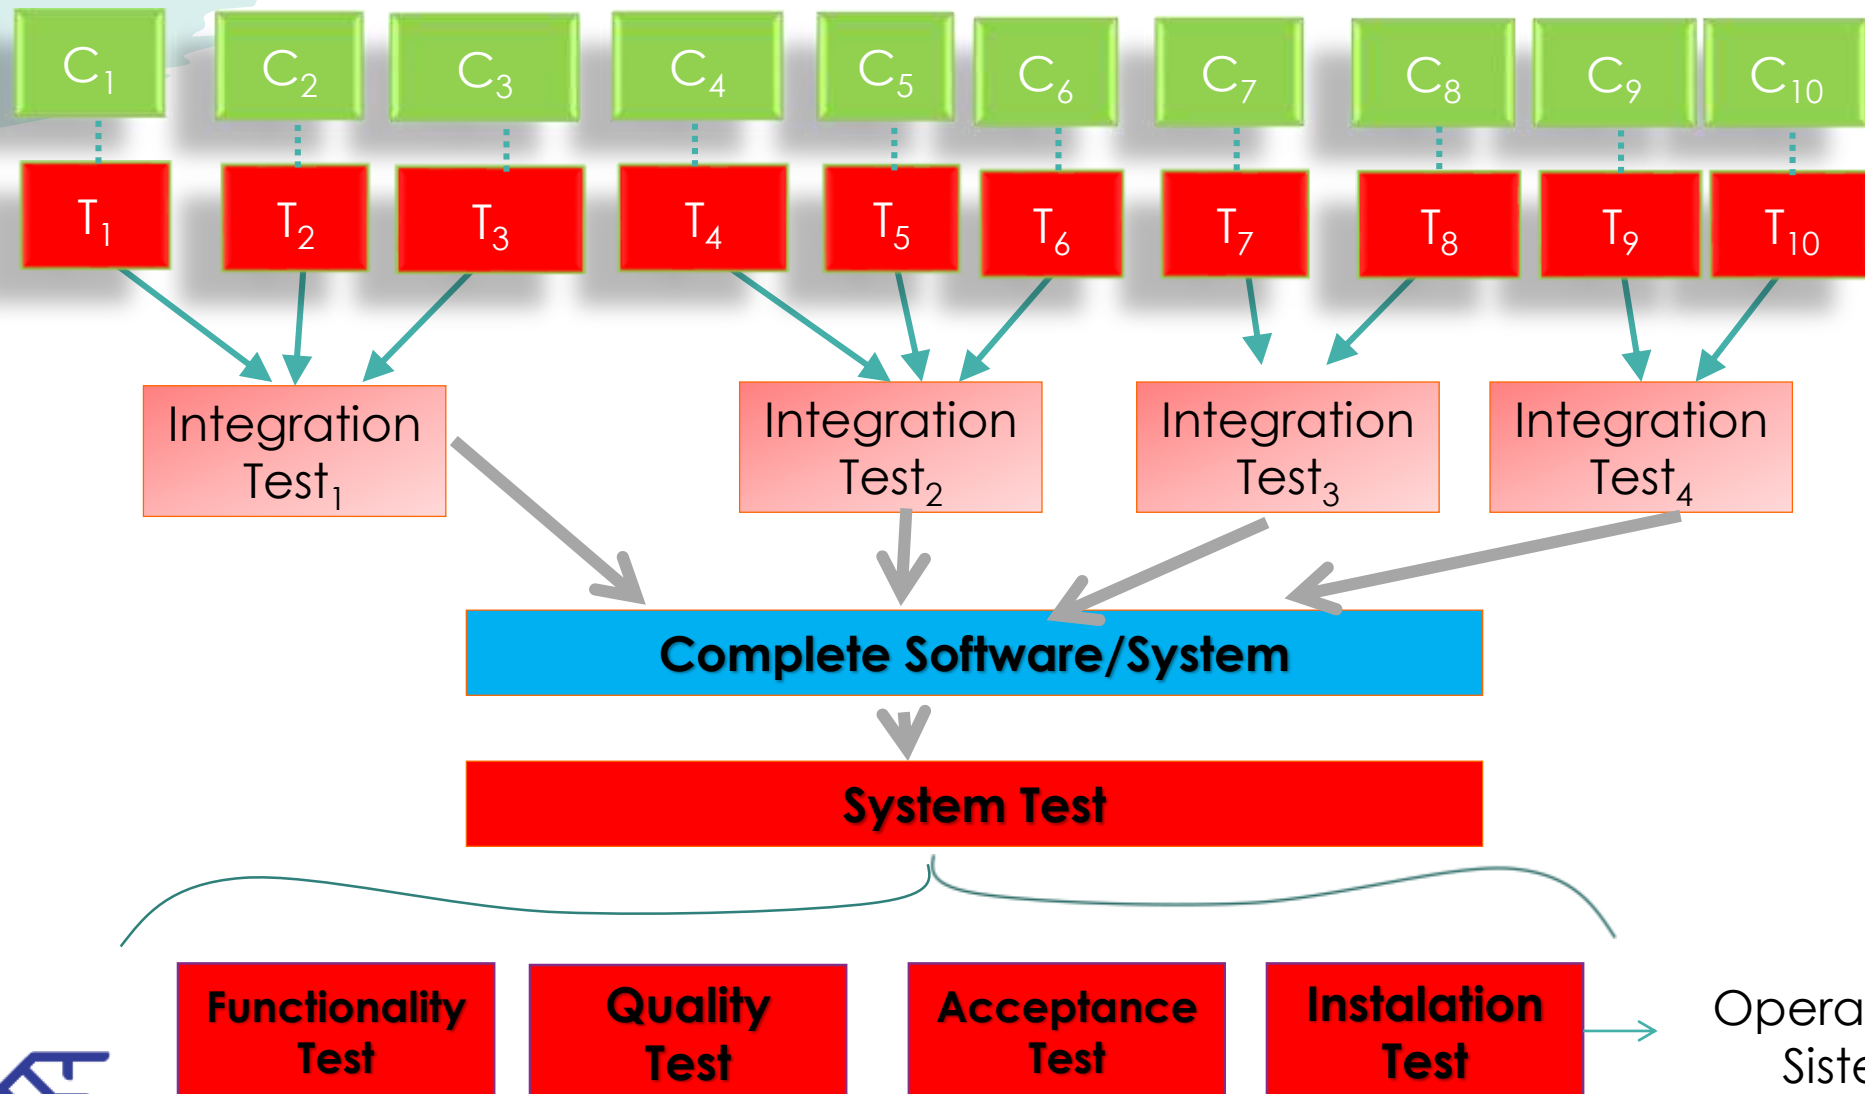 C1 C2 C3 C4 C5 C6 C7 C8 C9 C10
T1 T2 T3 T4 T5 T6 T7 T8 T9 T10
Integration
Test1
Integration
Test2
Integration
Test3
Integration
Test4
Complete Software/System
System Test
Functionality
Test
Quality
Test
Acceptance
Test
Instalation
Test
Opera
Siste